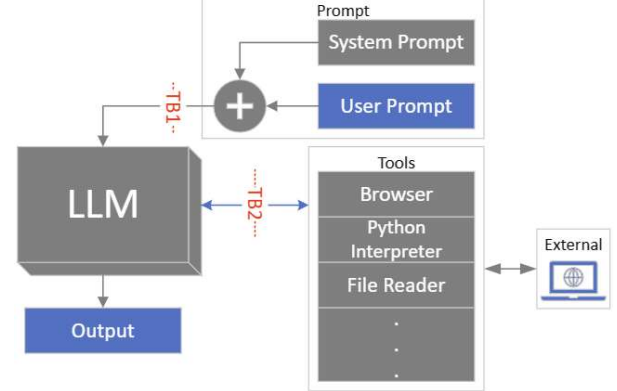 Prompt
System Prompt
+
User Prompt
--TB1--
LLM
----TB2----
Tools
Browser
Python
Interpreter
File Reader
.
.
.
External
Output